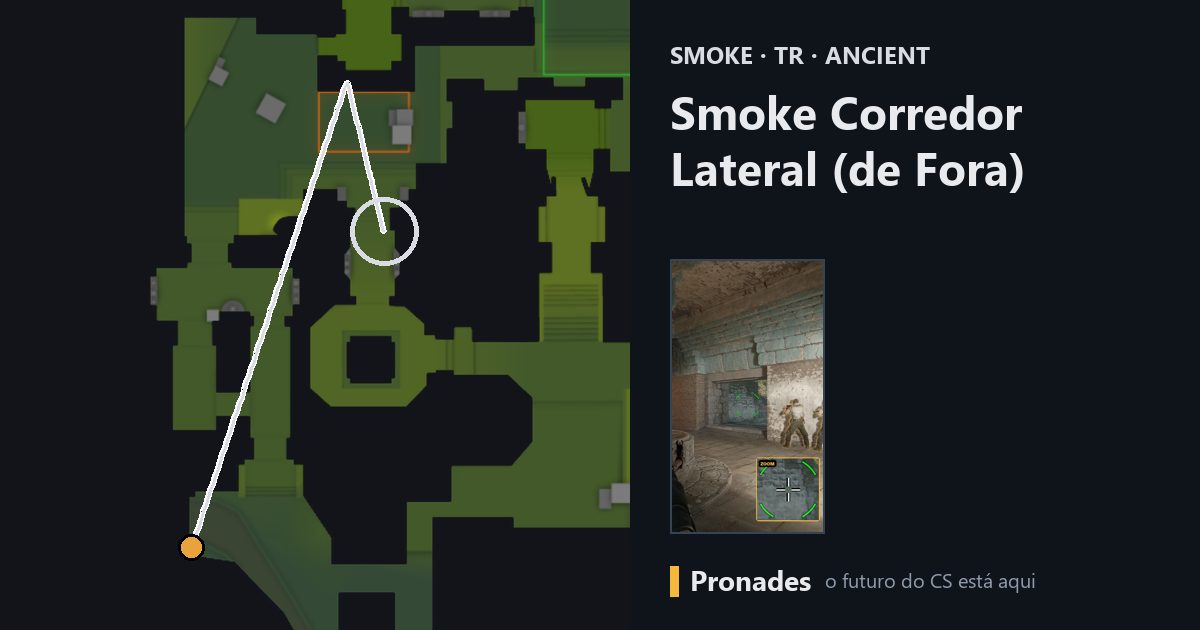 SMOKE · TR · ANCIENT
Smoke Corredor
Lateral (de Fora)
ZOOM
Pronades o futuro do CS está aqui